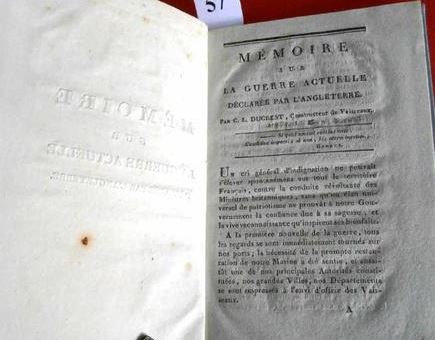 57
MÉMOIRE
SUR
LA GUERRE ACTUELLE
DÉCLARÉE PAR L'ANGLETERRE.
PAR C. L. DUCREST, Constructeur de Vaisseaux,
UN cri général d'indignation ne pouvait
s'élever spontanément sur tout le territoire
Français, contre la conduite révoltante des
Ministres britanniques, sans qu'un élan uni-
versel de patriotisme ne prouvât à notre Gou-
vernement la confiance due à sa sagesse, et
la vive reconnaissance qu'inspirent ses bienfaits.
A la première nouvelle de la guerre, tous
les regards se sont immédiatement tournés sur
nos ports; la nécessité de la prompte restau-
ration de notre Marine a été sentie, et aussi-
tôt une de nos principales Autorités consti-
tuées, nos grandes Villes, nos Départements
se sont empressés à l'envi d'offrir des Vais-
seaux.
A